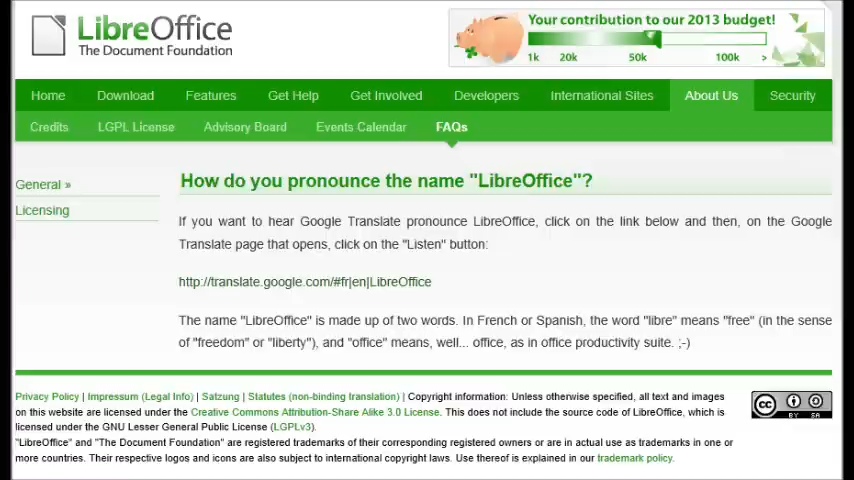 LibreOffice
The Document Foundation
Your contribution to our 2013 budget!
1k 20k 50k 100k >
Home Download Features Get Help Get Involved Developers International Sites About Us Security
Credits LGPL License Advisory Board Events Calendar FAQs
General »
Licensing
How do you pronounce the name "LibreOffice"?
If you want to hear Google Translate pronounce LibreOffice, click on the link below and then, on the Google
Translate page that opens, click on the "Listen" button:
http://translate.google.com/#fr|en|LibreOffice
The name "LibreOffice" is made up of two words. In French or Spanish, the word "libre" means "free" (in the sense
of "freedom" or "liberty"), and "office" means, well... office, as in office productivity suite. ;-)
Privacy Policy | Impressum (Legal Info) | Satzung | Statutes (non-binding translation) | Copyright information: Unless otherwise specified, all text and images
on this website are licensed under the Creative Commons Attribution-Share Alike 3.0 License. This does not include the source code of LibreOffice, which is
licensed under the GNU Lesser General Public License (LGPLv3).
"LibreOffice" and "The Document Foundation" are registered trademarks of their corresponding registered owners or are in actual use as trademarks in one or
more countries. Their respective logos and icons are also subject to international copyright laws. Use thereof is explained in our trademark policy.
cc BY SA